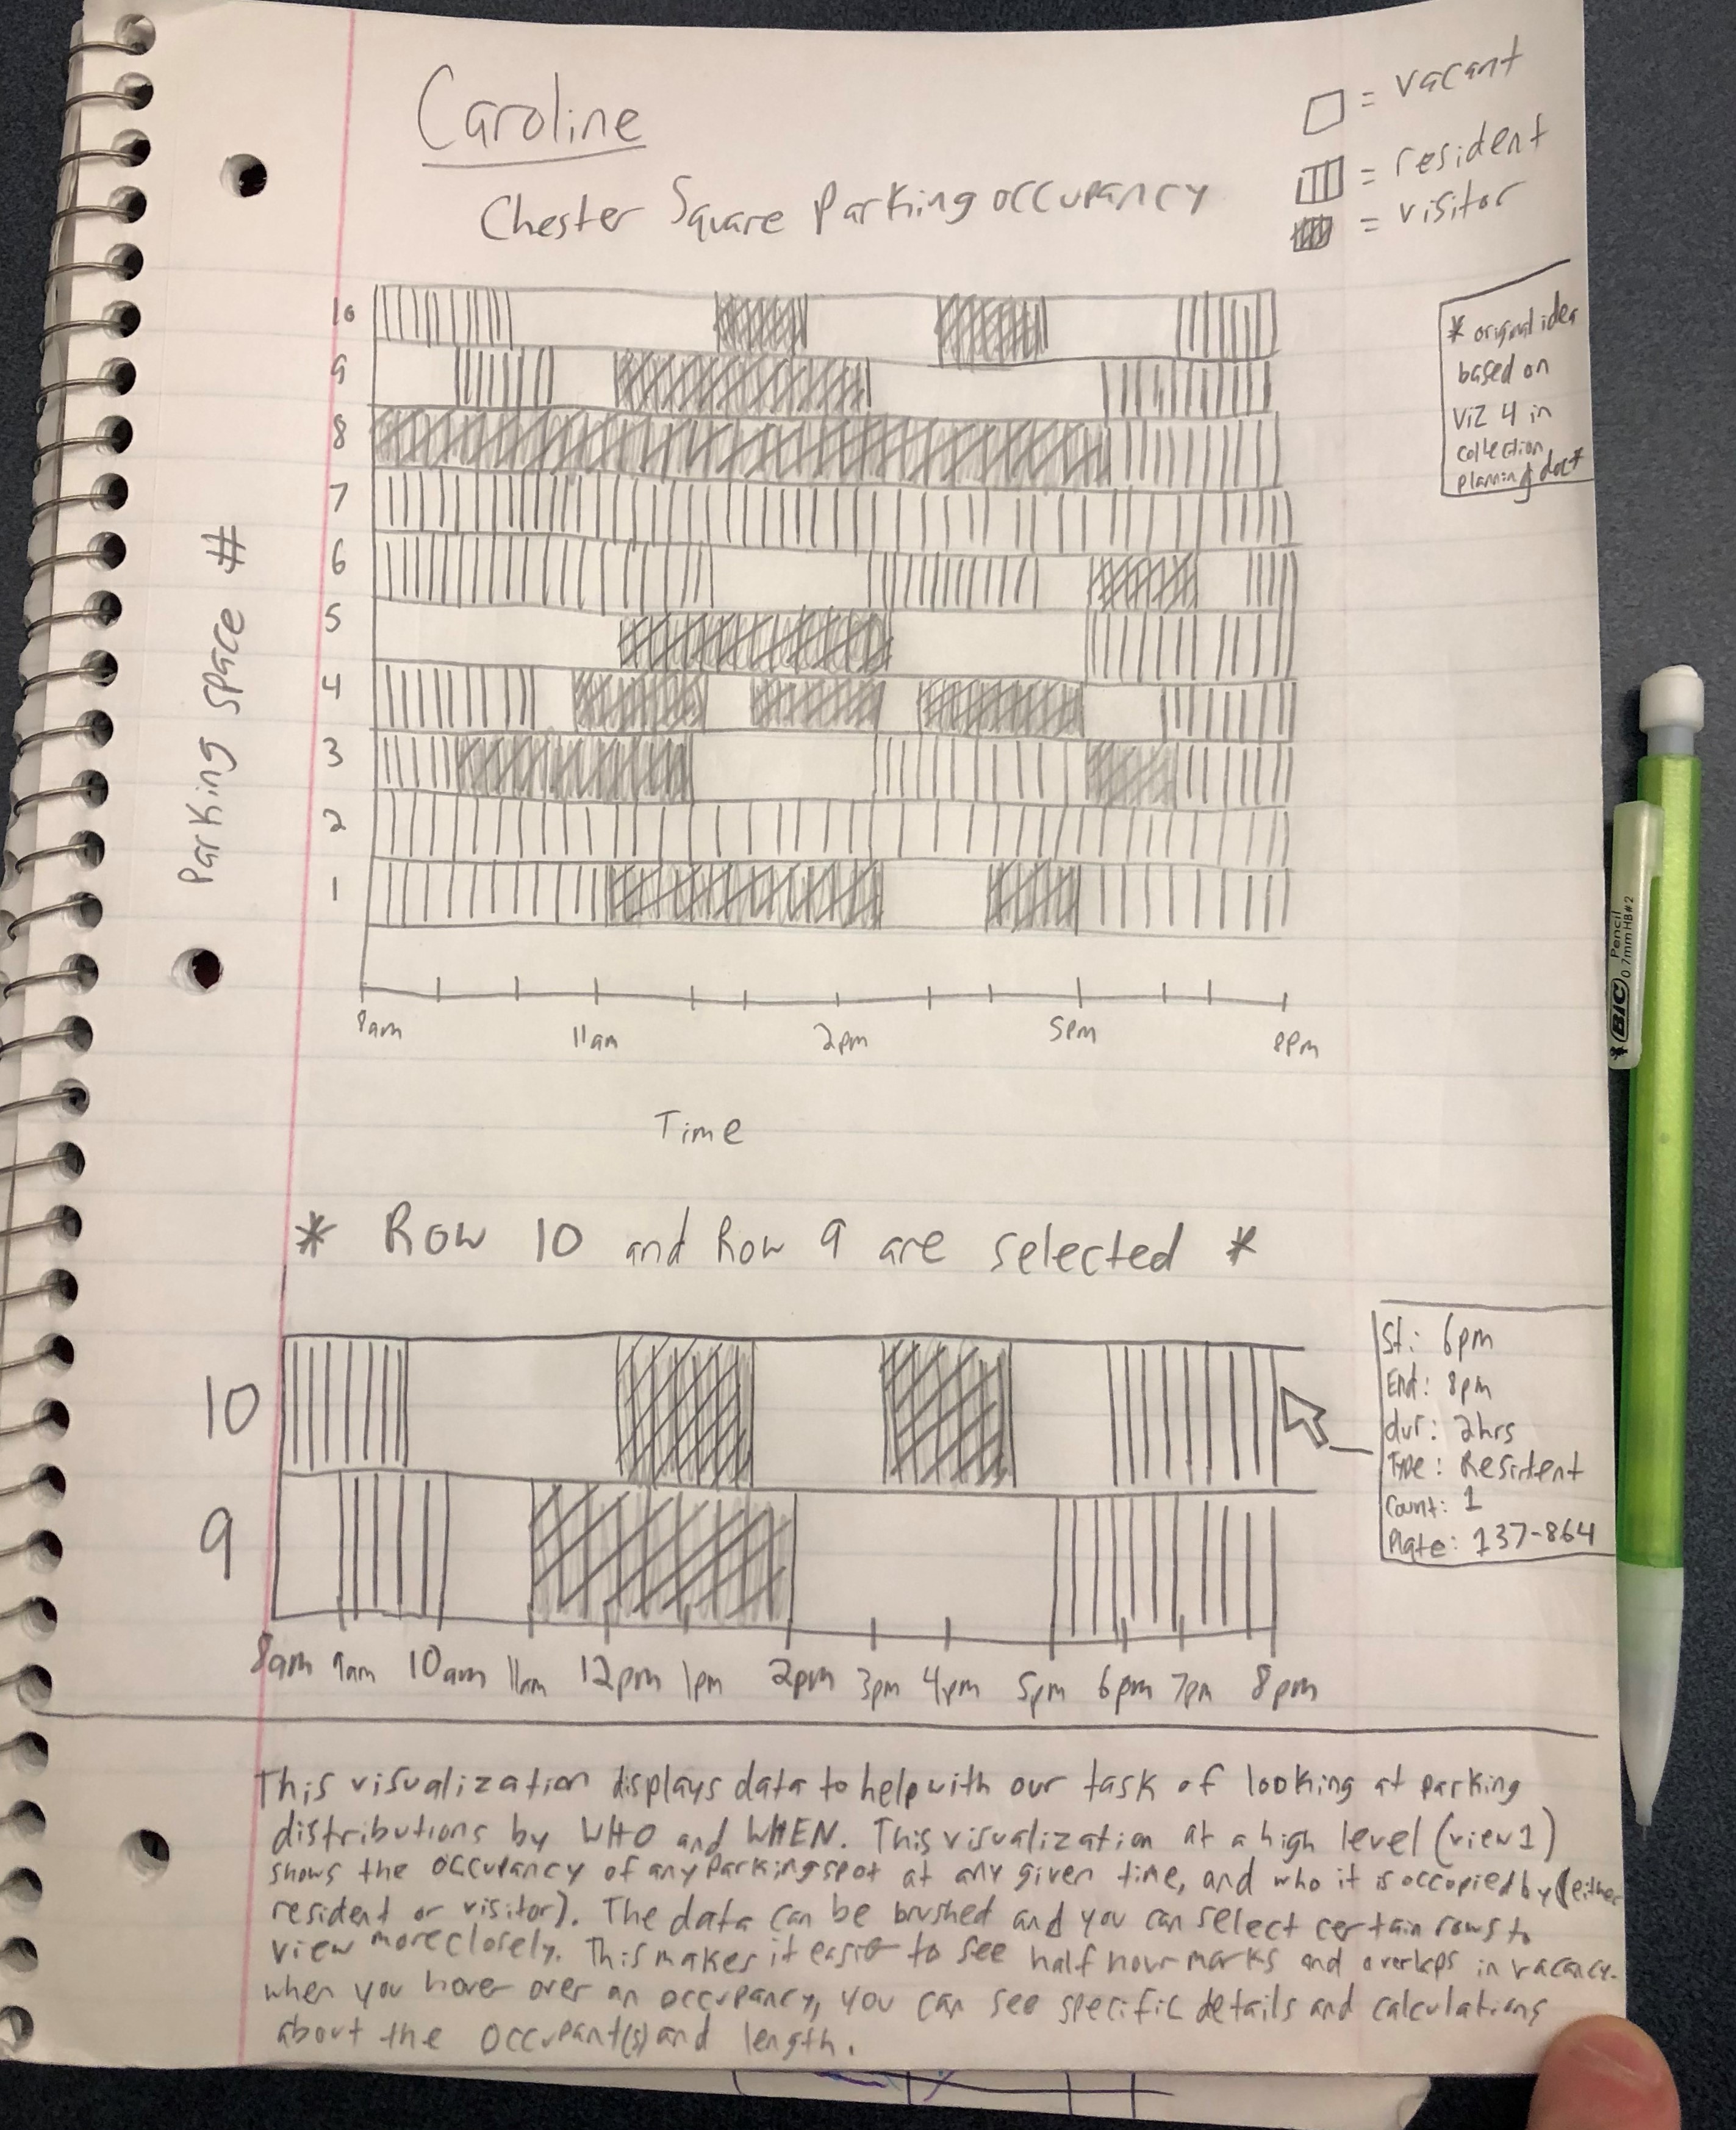 Caroline
Chester Square Parking occupancy
= vacant
= resident
= visitor
* original idea
based on
Viz 4 in
collection
planning doc*
Parking Space #
10
9
8
7
6
5
4
3
2
1
8am 11am 2pm 5pm 8pm
Time
* Row 10 and Row 9 are selected *
10
9
St: 6pm
End: 8pm
dur: 2hrs
Type: Resident
Count: 1
Plate: 137-864
8am 9am 10am 11am 12pm 1pm 2pm 3pm 4pm 5pm 6pm 7pm 8pm
This visualization displays data to help with our task of looking at parking
distributions by WHO and WHEN. This visualization at a high level (view 1)
shows the occupancy of any parking spot at any given time, and who it is occopied by (either
resident or visitor). The data can be brushed and you can select certain rows to
view more closely. This makes it easier to see half hour marks and overlaps in vacancy.
when you hover over an occupancy, you can see specific details and calculations
about the occupant(s) and length.
BIC Pencil
0.7mm HB#2